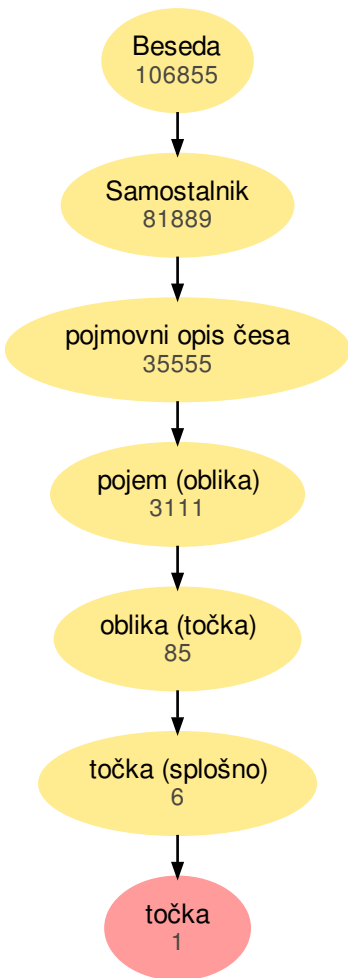 Beseda
106855
Samostalnik
81889
pojmovni opis česa
35555
pojem (oblika)
3111
oblika (točka)
85
točka (splošno)
6
točka
1